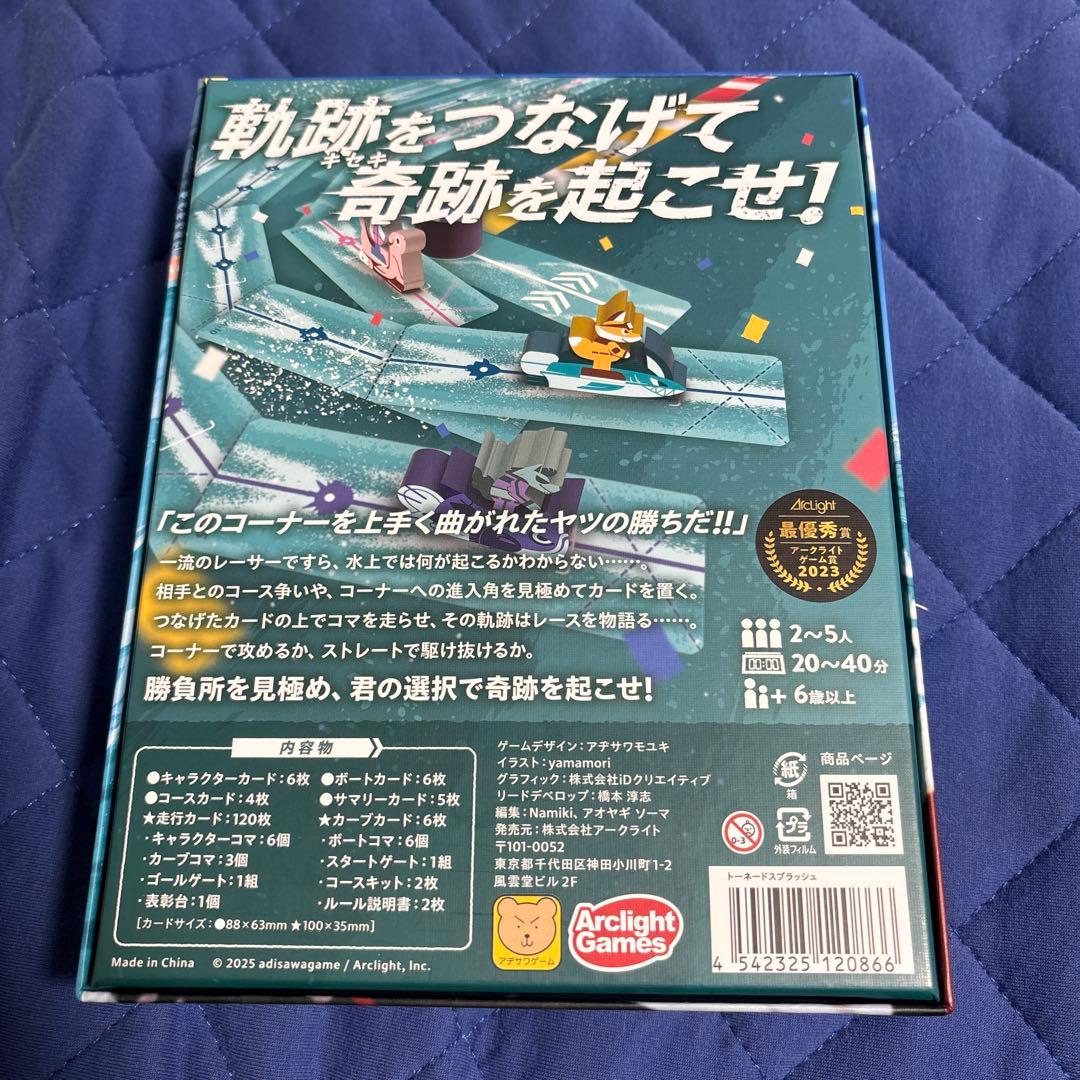 軌跡をつなげて
キセキ
奇跡を起こせ!
「このコーナーを上手く曲がれたヤツの勝ちだ!!」
一流のレーサーですら、水上では何が起こるかわからない……。
相手とのコース争いや、コーナーへの進入角を見極めてカードを置く。
つなげたカードの上でコマを走らせ、その軌跡はレースを物語る……。
コーナーで攻めるか、ストレートで駆け抜けるか。
勝負所を見極め、君の選択で奇跡を起こせ!
ArcLight
最優秀賞
アークライト
ゲーム賞
2023
2〜5人
00:00 20〜40分
+ 6歳以上
内容物
●キャラクターカード:6枚 ●ボートカード:6枚
●コースカード:4枚 ●サマリーカード:5枚
★走行カード:120枚 ★カーブカード:6枚
・キャラクターコマ:6個 ・ボートコマ:6個
・カーブコマ:3個 ・スタートゲート:1組
・ゴールゲート:1組 ・コースキット:2枚
・表彰台:1個 ・ルール説明書:2枚
[カードサイズ:●88×63mm ★100×35mm]
Made in China © 2025 adisawagame / Arclight, Inc.
ゲームデザイン:アヂサワモユキ
イラスト:yamamori
グラフィック:株式会社iDクリエイティブ
リードデベロップ:橋本 淳志
編集:Namiki、アオヤギ ソーマ
発売元:株式会社アークライト
〒101-0052
東京都千代田区神田小川町1-2
風雲堂ビル2F
アヂサワゲーム
Arclight
Games
紙
箱
商品ページ
0-3
プラ
外装フィルム
トーネードスプラッシュ
4 542325 120866